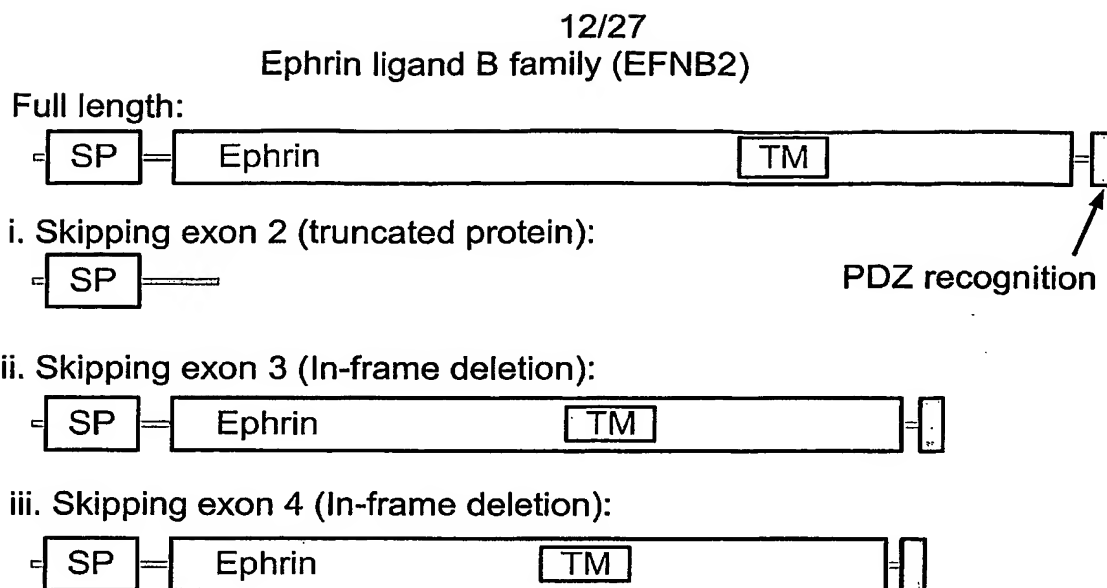 12/27
Ephrin ligand B family (EFNB2)
Full length:
SP Ephrin TM
PDZ recognition
i. Skipping exon 2 (truncated protein):
SP
ii. Skipping exon 3 (In-frame deletion):
SP Ephrin TM
iii. Skipping exon 4 (In-frame deletion):
SP Ephrin TM